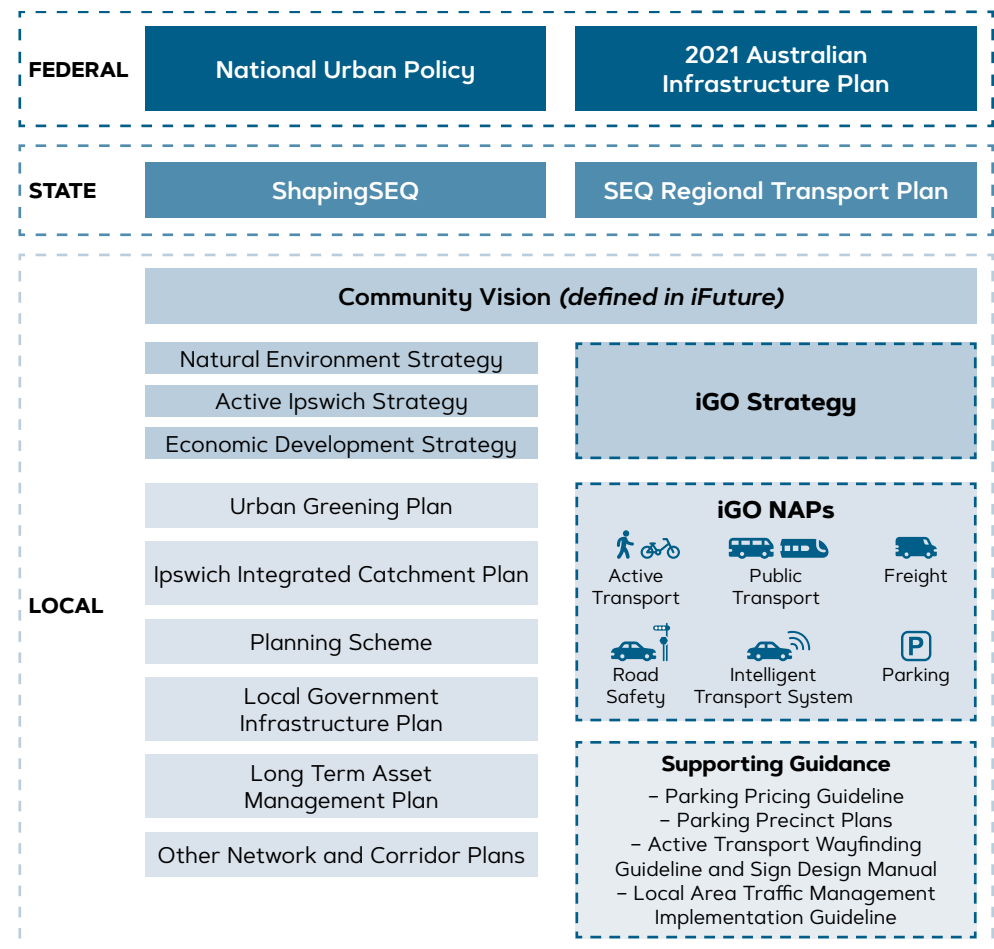 FEDERAL
National Urban Policy
2021 Australian
Infrastructure Plan
STATE
ShapingSEQ
SEQ Regional Transport Plan
LOCAL
Community Vision (defined in iFuture)
Natural Environment Strategy
Active Ipswich Strategy
Economic Development Strategy
Urban Greening Plan
Ipswich Integrated Catchment Plan
Planning Scheme
Local Government
Infrastructure Plan
Long Term Asset
Management Plan
Other Network and Corridor Plans
iGO Strategy
iGO NAPs
Active
Transport
Public
Transport
Freight
Road
Safety
Intelligent
Transport System
P
Parking
Supporting Guidance
– Parking Pricing Guideline
– Parking Precinct Plans
– Active Transport Wayfinding
Guideline and Sign Design Manual
– Local Area Traffic Management
Implementation Guideline